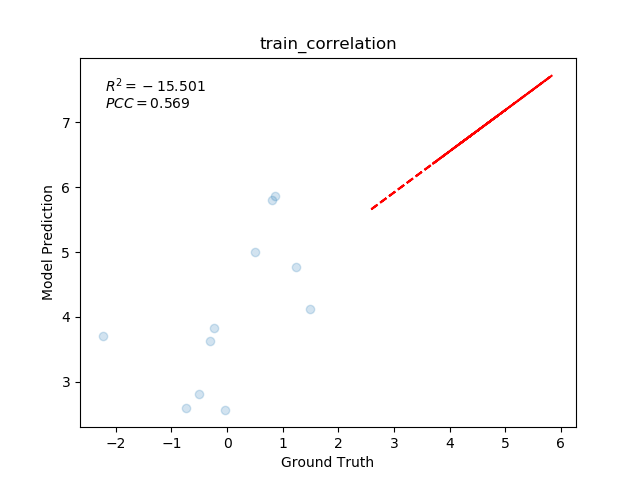 train_correlation
R² = −15.501
PCC = 0.569
7
6
5
4
3
Model Prediction
−2 −1 0 1 2 3 4 5 6
Ground Truth